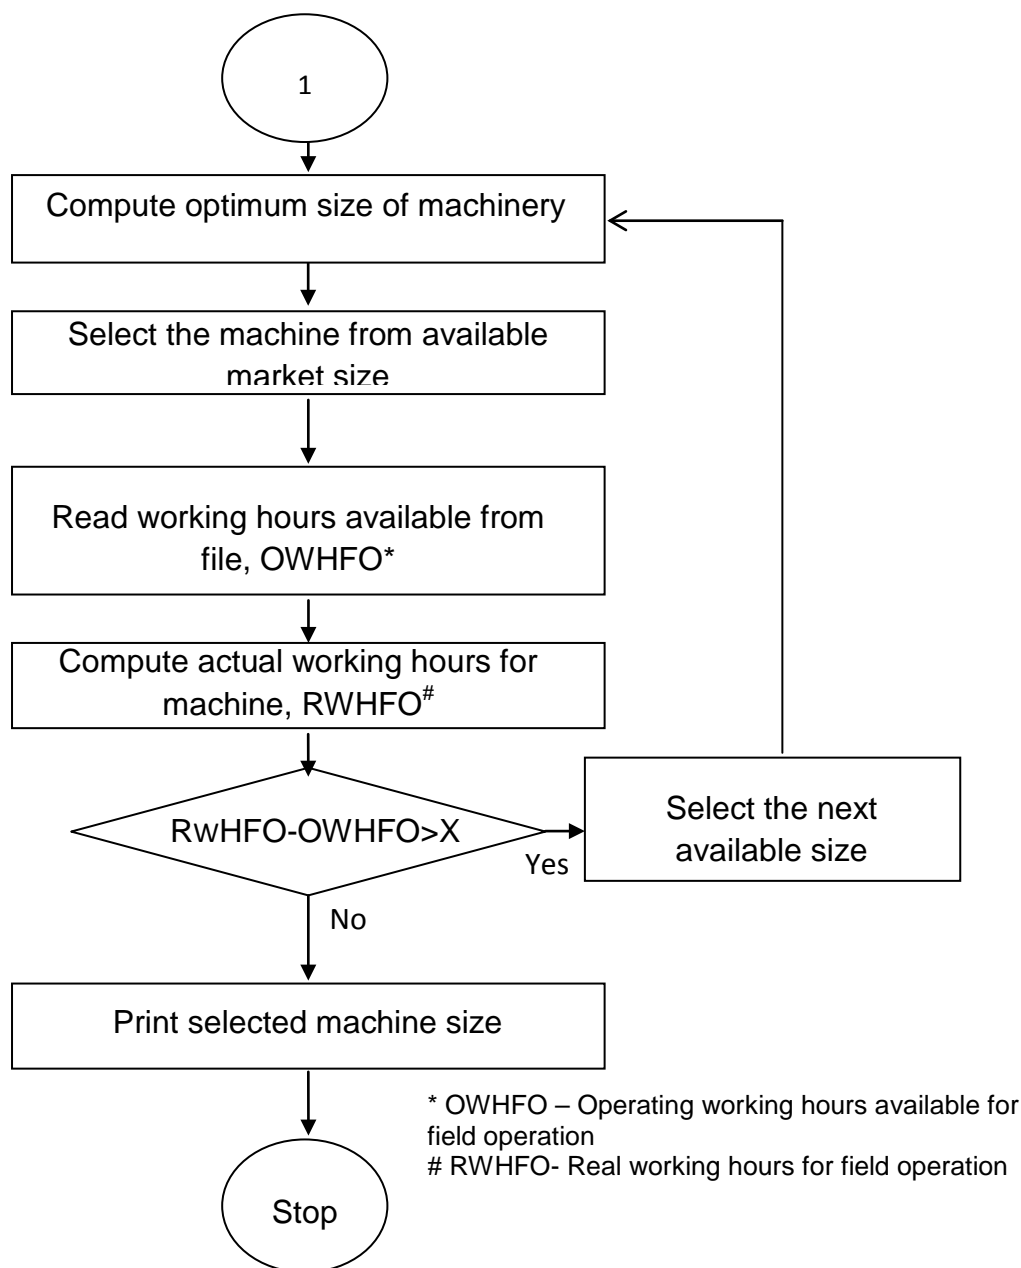 1
Compute optimum size of machinery
Select the machine from available
market size
Read working hours available from
file, OWHFO*
Compute actual working hours for
machine, RWHFO#
RwHFO-OWHFO>X
Yes
Select the next
available size
No
Print selected machine size
* OWHFO – Operating working hours available for
field operation
# RWHFO- Real working hours for field operation
Stop